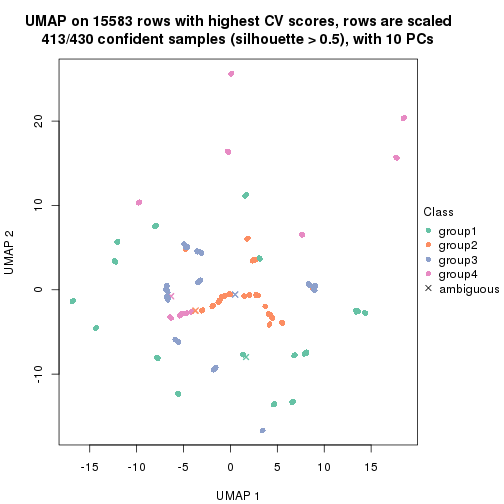 UMAP on 15583 rows with highest CV scores, rows are scaled
413/430 confident samples (silhouette > 0.5), with 10 PCs
20
10
0
-10
UMAP 2
-15
-10
-5
0
5
10
15
UMAP 1
Class
group1
group2
group3
group4
ambiguous